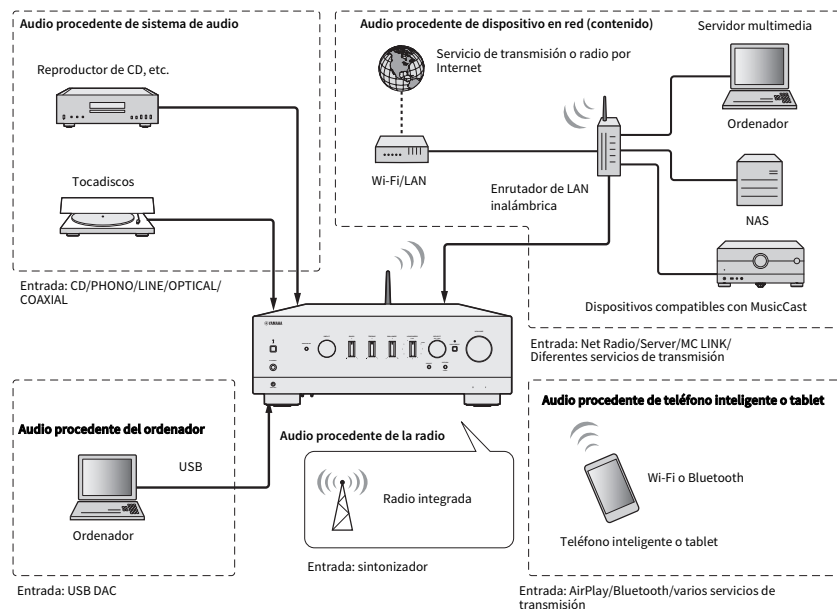 Audio procedente de sistema de audio
Reproductor de CD, etc.
Tocadiscos
Entrada: CD/PHONO/LINE/OPTICAL/
COAXIAL
Audio procedente de dispositivo en red (contenido)
Servicio de transmisión o radio por
Internet
Wi-Fi/LAN
Enrutador de LAN
inalámbrica
Servidor multimedia
Ordenador
NAS
Dispositivos compatibles con MusicCast
Entrada: Net Radio/Server/MC LINK/
Diferentes servicios de transmisión
YAMAHA
Audio procedente del ordenador
USB
Ordenador
Entrada: USB DAC
Audio procedente de la radio
Radio integrada
Entrada: sintonizador
Audio procedente de teléfono inteligente o tablet
Wi-Fi o Bluetooth
Teléfono inteligente o tablet
Entrada: AirPlay/Bluetooth/varios servicios de
transmisión